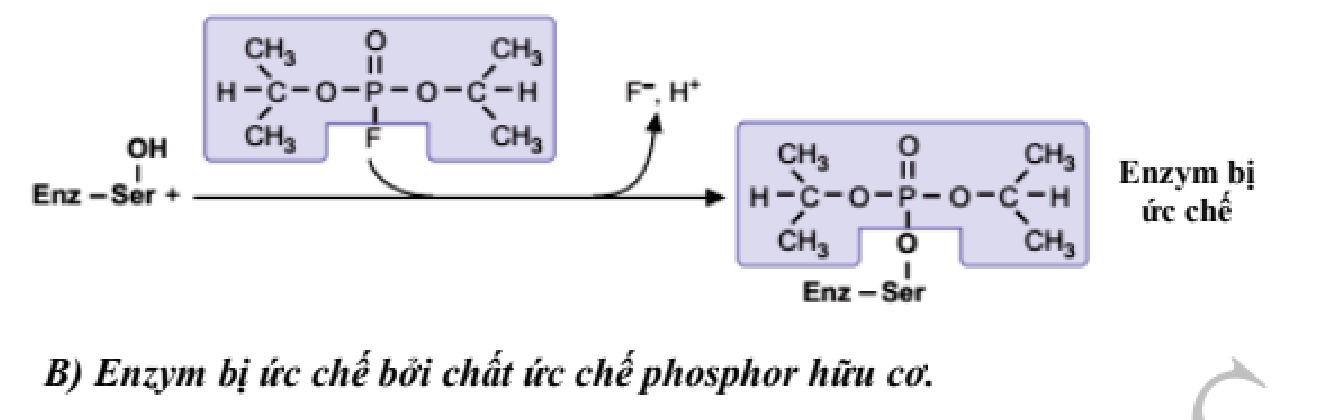 CH3 O CH3
H–C–O–P–O–C–H
CH3 F CH3
F⁻, H⁺
OH
Enz – Ser +
CH3 O CH3
H–C–O–P–O–C–H
CH3 O CH3
Enz – Ser
Enzym bị
ức chế
B) Enzym bị ức chế bởi chất ức chế phosphor hữu cơ.